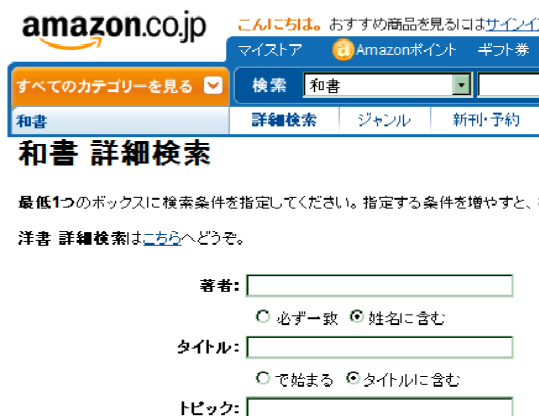 amazon.co.jp
こんにちは。おすすめ商品を見るにはサインイン
マイストア
Amazonポイント
ギフト券
すべてのカテゴリーを見る
検索
和書
和書
詳細検索
ジャンル
新刊・予約
和書 詳細検索
最低1つのボックスに検索条件を指定してください。指定する条件を増やすと、
洋書 詳細検索はこちらへどうぞ。
著者:
必ず一致 姓名に含む
タイトル:
で始まる タイトルに含む
トピック: